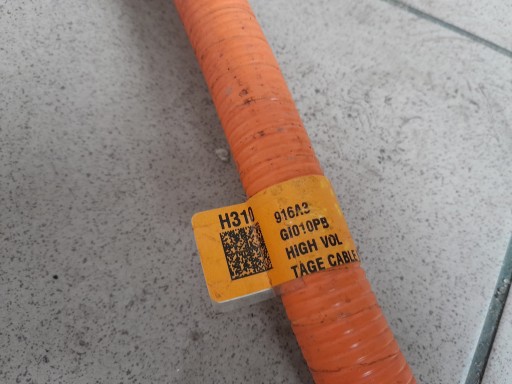 H310
916A3
GI010PB
HIGH VOL
TAGE CABLE